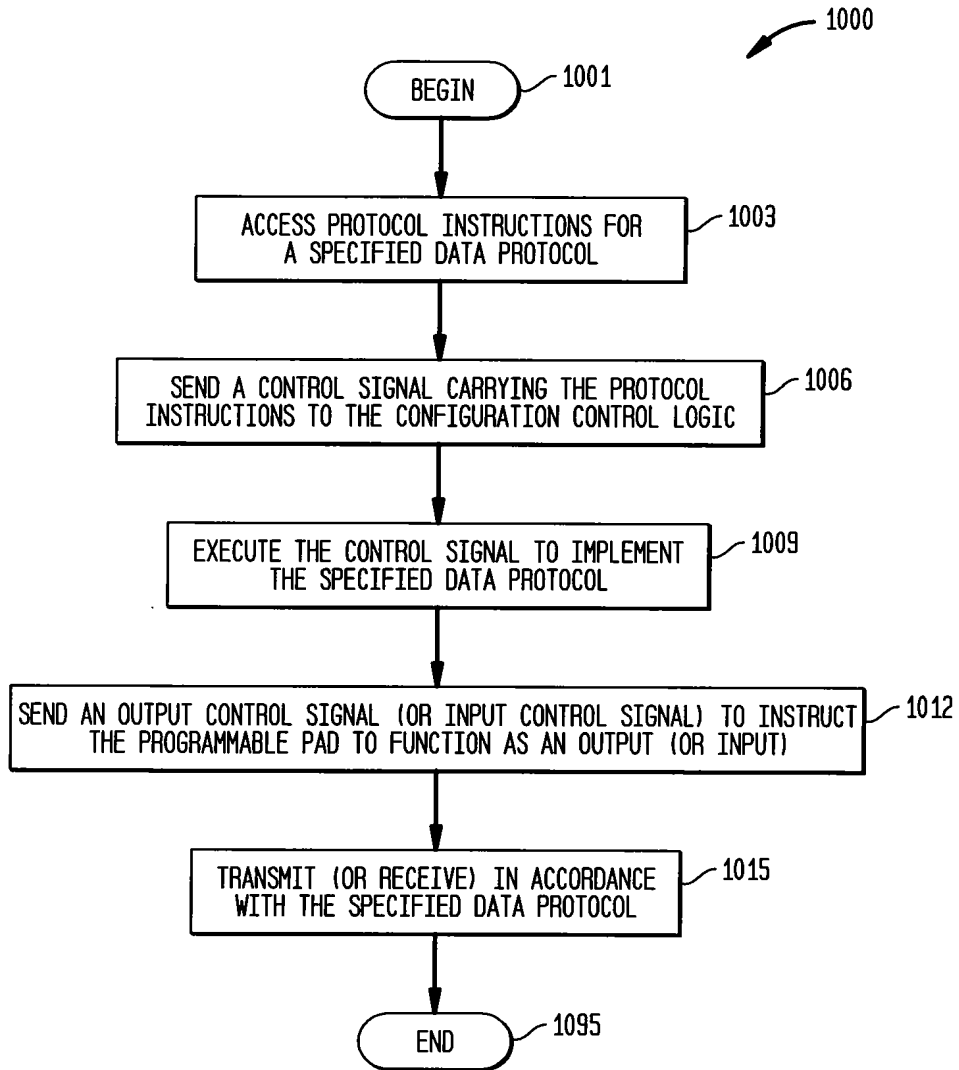 1000
BEGIN
1001
ACCESS PROTOCOL INSTRUCTIONS FOR
A SPECIFIED DATA PROTOCOL
1003
SEND A CONTROL SIGNAL CARRYING THE PROTOCOL
INSTRUCTIONS TO THE CONFIGURATION CONTROL LOGIC
1006
EXECUTE THE CONTROL SIGNAL TO IMPLEMENT
THE SPECIFIED DATA PROTOCOL
1009
SEND AN OUTPUT CONTROL SIGNAL (OR INPUT CONTROL SIGNAL) TO INSTRUCT
THE PROGRAMMABLE PAD TO FUNCTION AS AN OUTPUT (OR INPUT)
1012
TRANSMIT (OR RECEIVE) IN ACCORDANCE
WITH THE SPECIFIED DATA PROTOCOL
1015
END
1095